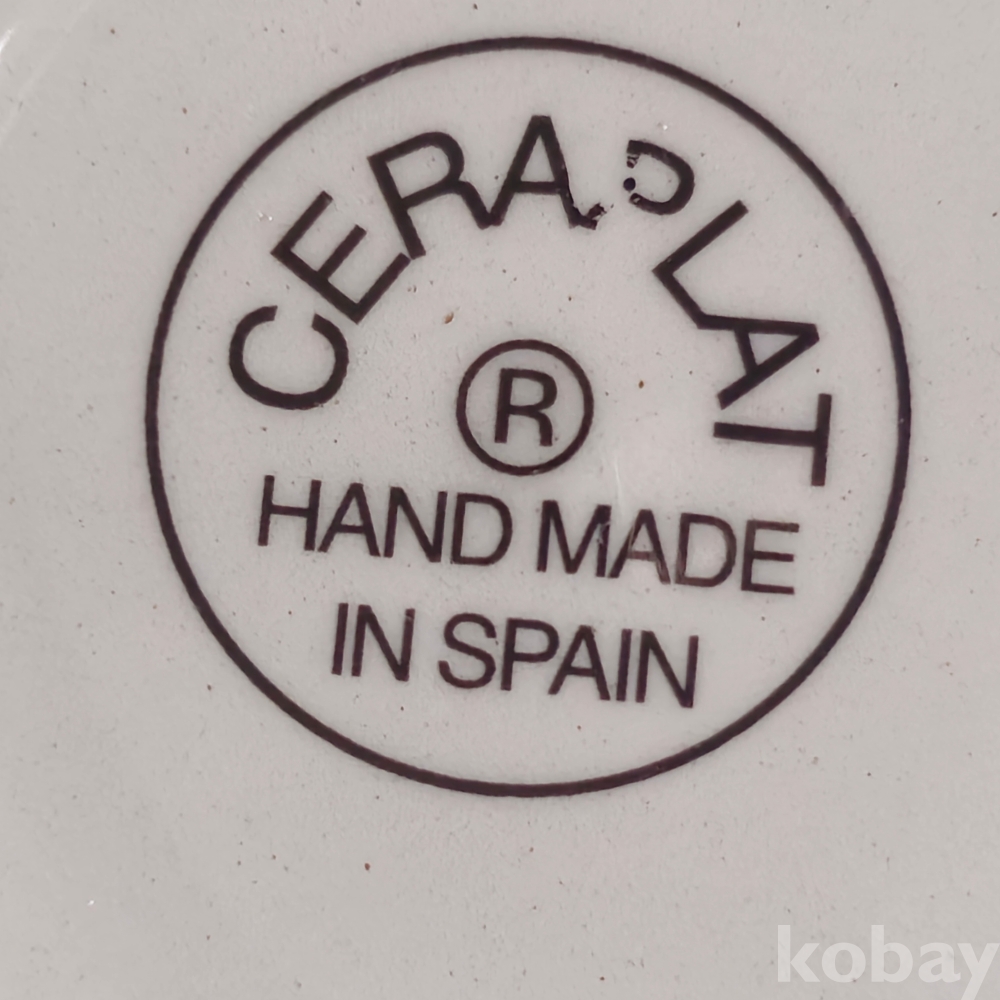 CERAPLAT
®
HAND MADE
IN SPAIN
kobay